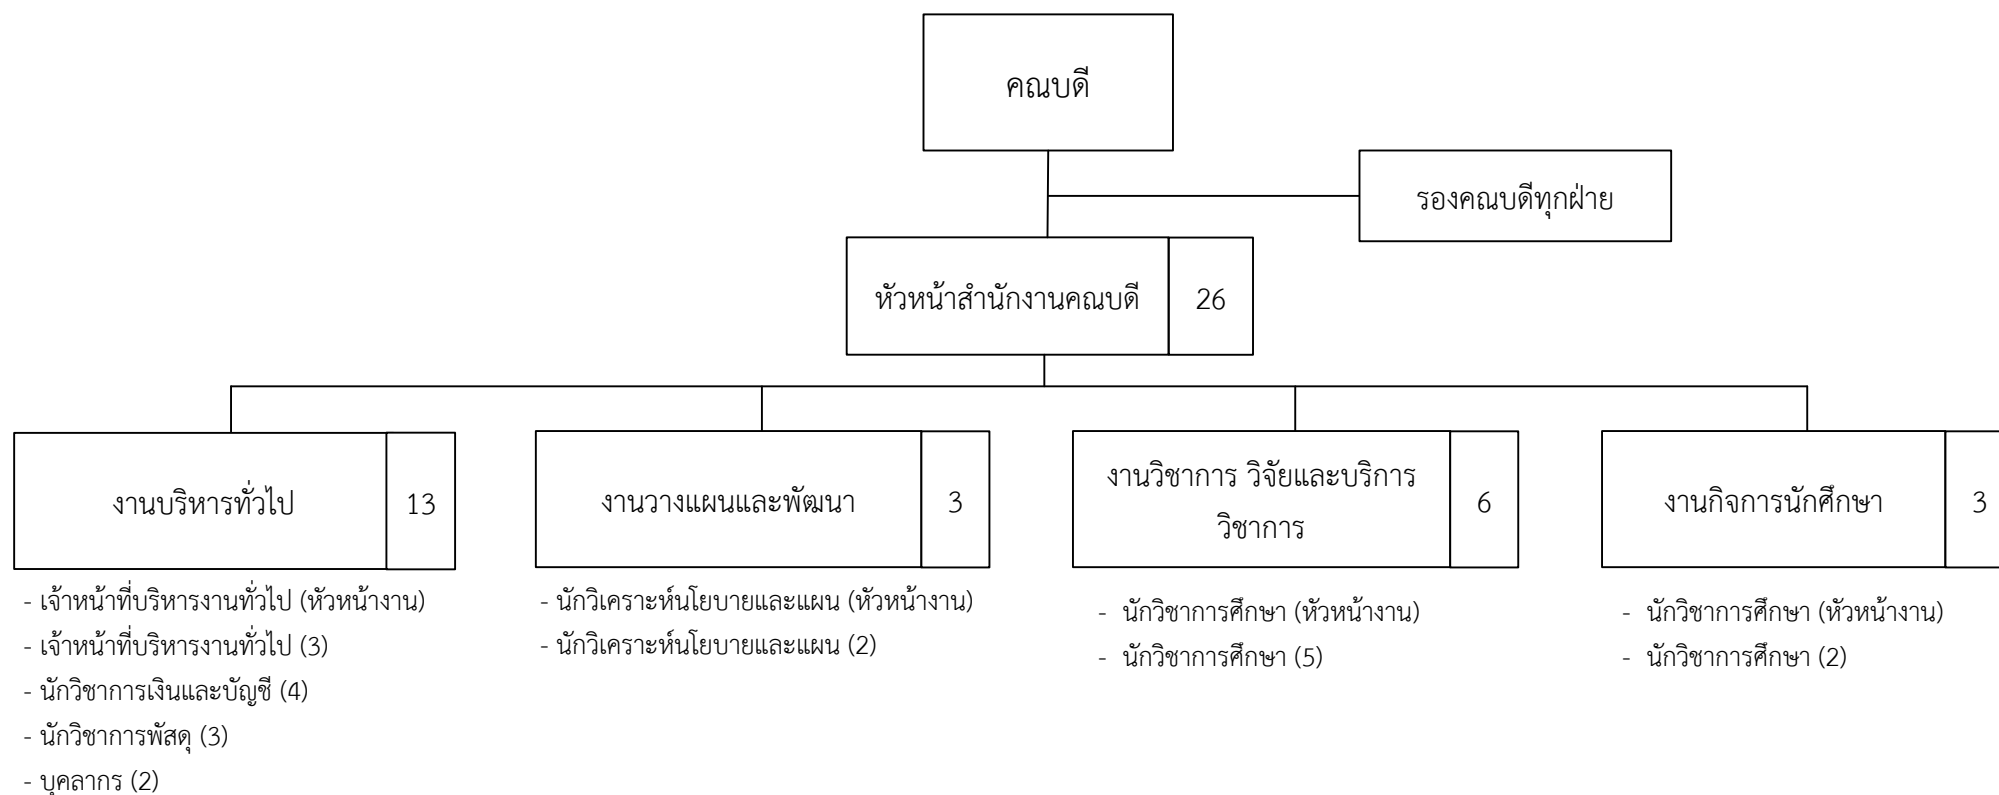 คณบดี
รองคณบดีทุกฝ่าย
หัวหน้าสำนักงานคณบดี
26
งานบริหารทั่วไป
13
งานวางแผนและพัฒนา
3
งานวิชาการ วิจัยและบริการ
วิชาการ
6
งานกิจการนักศึกษา
3
- เจ้าหน้าที่บริหารงานทั่วไป (หัวหน้างาน)
- เจ้าหน้าที่บริหารงานทั่วไป (3)
- นักวิชาการเงินและบัญชี (4)
- นักวิชาการพัสดุ (3)
- บุคลากร (2)
- นักวิเคราะห์นโยบายและแผน (หัวหน้างาน)
- นักวิเคราะห์นโยบายและแผน (2)
- นักวิชาการศึกษา (หัวหน้างาน)
- นักวิชาการศึกษา (5)
- นักวิชาการศึกษา (หัวหน้างาน)
- นักวิชาการศึกษา (2)